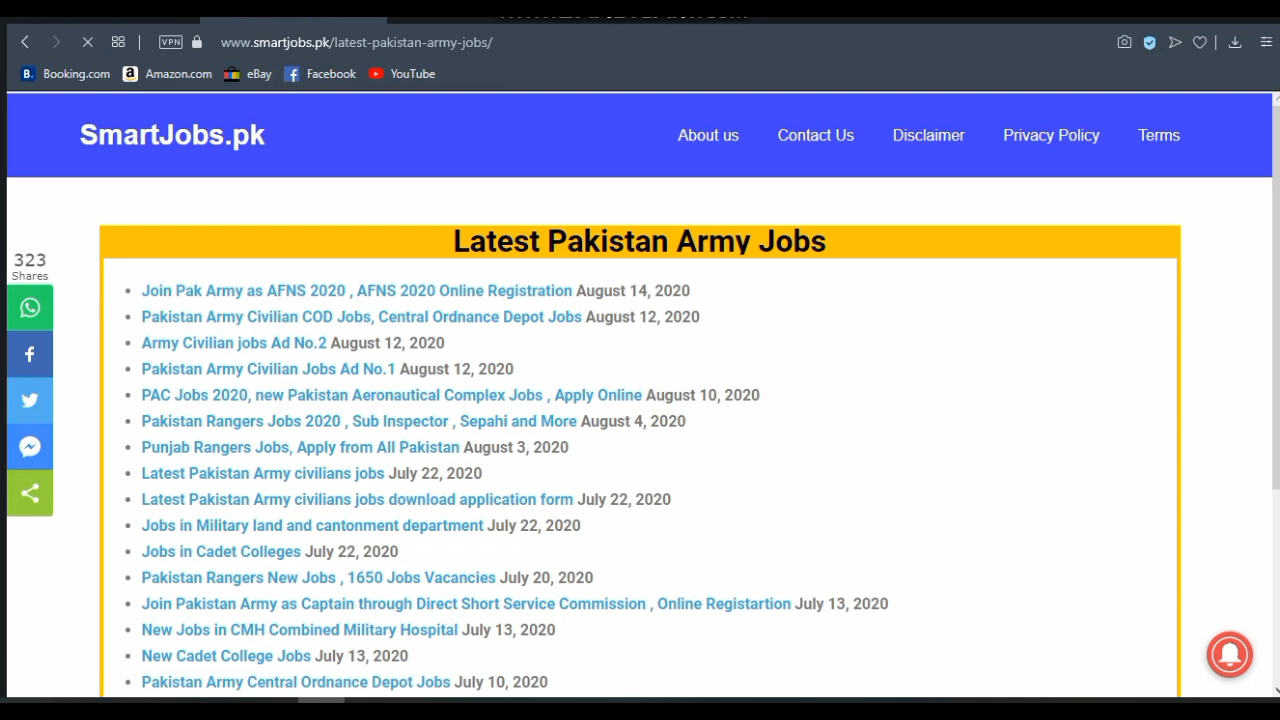 VPN
www.smartjobs.pk/latest-pakistan-army-jobs/
B. Booking.com a Amazon.com eBay Facebook YouTube
SmartJobs.pk
About us Contact Us Disclaimer Privacy Policy Terms
Latest Pakistan Army Jobs
323
Shares
Join Pak Army as AFNS 2020 , AFNS 2020 Online Registration August 14, 2020
Pakistan Army Civilian COD Jobs, Central Ordnance Depot Jobs August 12, 2020
Army Civilian jobs Ad No.2 August 12, 2020
Pakistan Army Civilian Jobs Ad No.1 August 12, 2020
PAC Jobs 2020, new Pakistan Aeronautical Complex Jobs , Apply Online August 10, 2020
Pakistan Rangers Jobs 2020 , Sub Inspector , Sepahi and More August 4, 2020
Punjab Rangers Jobs, Apply from All Pakistan August 3, 2020
Latest Pakistan Army civilians jobs July 22, 2020
Latest Pakistan Army civilians jobs download application form July 22, 2020
Jobs in Military land and cantonment department July 22, 2020
Jobs in Cadet Colleges July 22, 2020
Pakistan Rangers New Jobs , 1650 Jobs Vacancies July 20, 2020
Join Pakistan Army as Captain through Direct Short Service Commission , Online Registartion July 13, 2020
New Jobs in CMH Combined Military Hospital July 13, 2020
New Cadet College Jobs July 13, 2020
Pakistan Army Central Ordnance Depot Jobs July 10, 2020